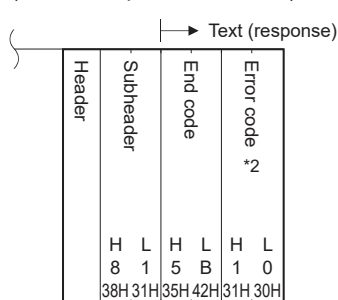 Text (response)
Header
Subheader
End code
Error code
*2
H L H L H L
8 1 5 B 1 0
38H 31H 35H 42H 31H 30H